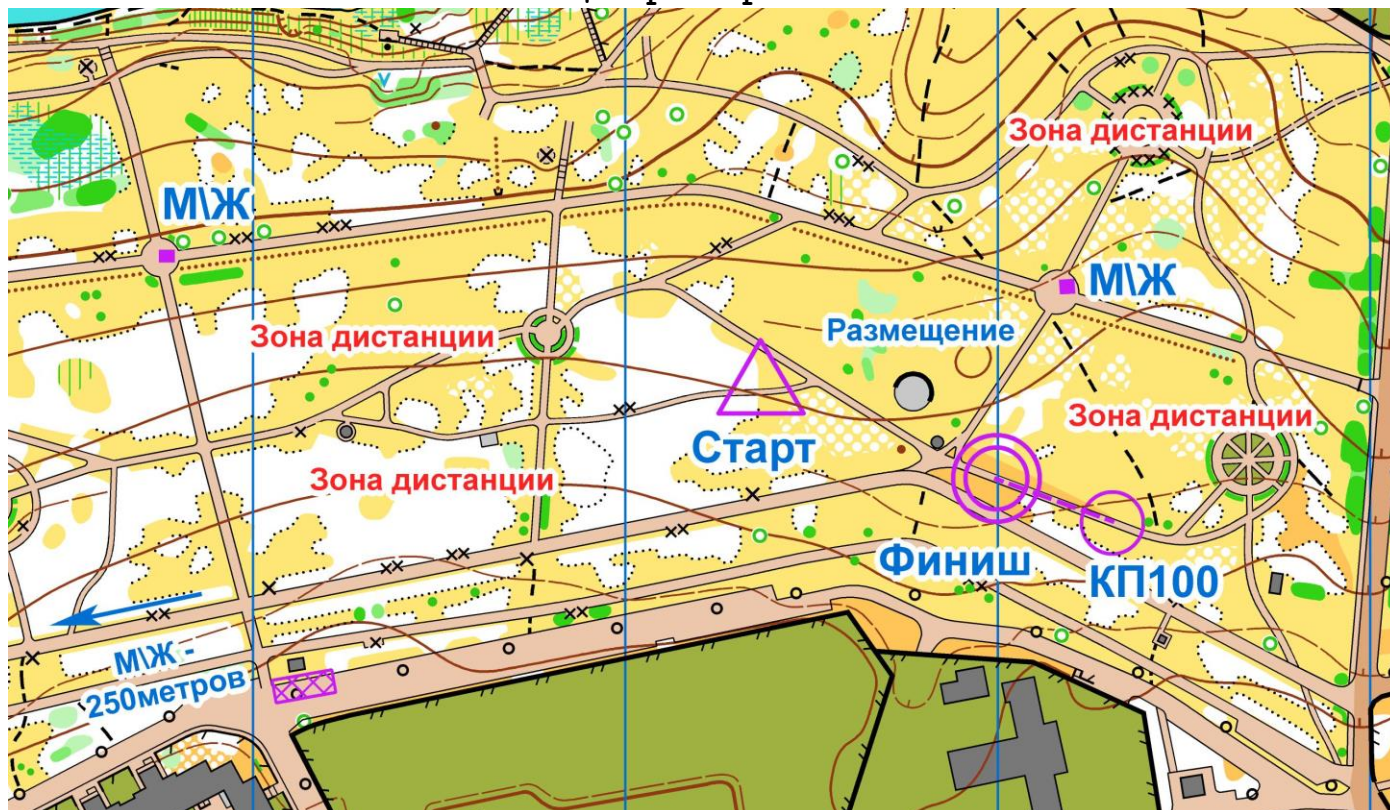 Зона дистанции
М\Ж
М\Ж
Размещение
Зона дистанции
Зона дистанции
Старт
Зона дистанции
Финиш
КП100
М\Ж -
250метров